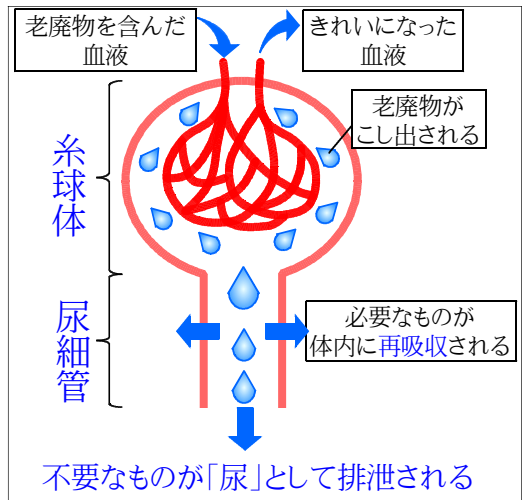 老廃物を含んだ
血液
きれいになった
血液
老廃物が
こし出される
糸球体
尿細管
必要なものが
体内に再吸収される
不要なものが「尿」として排泄される